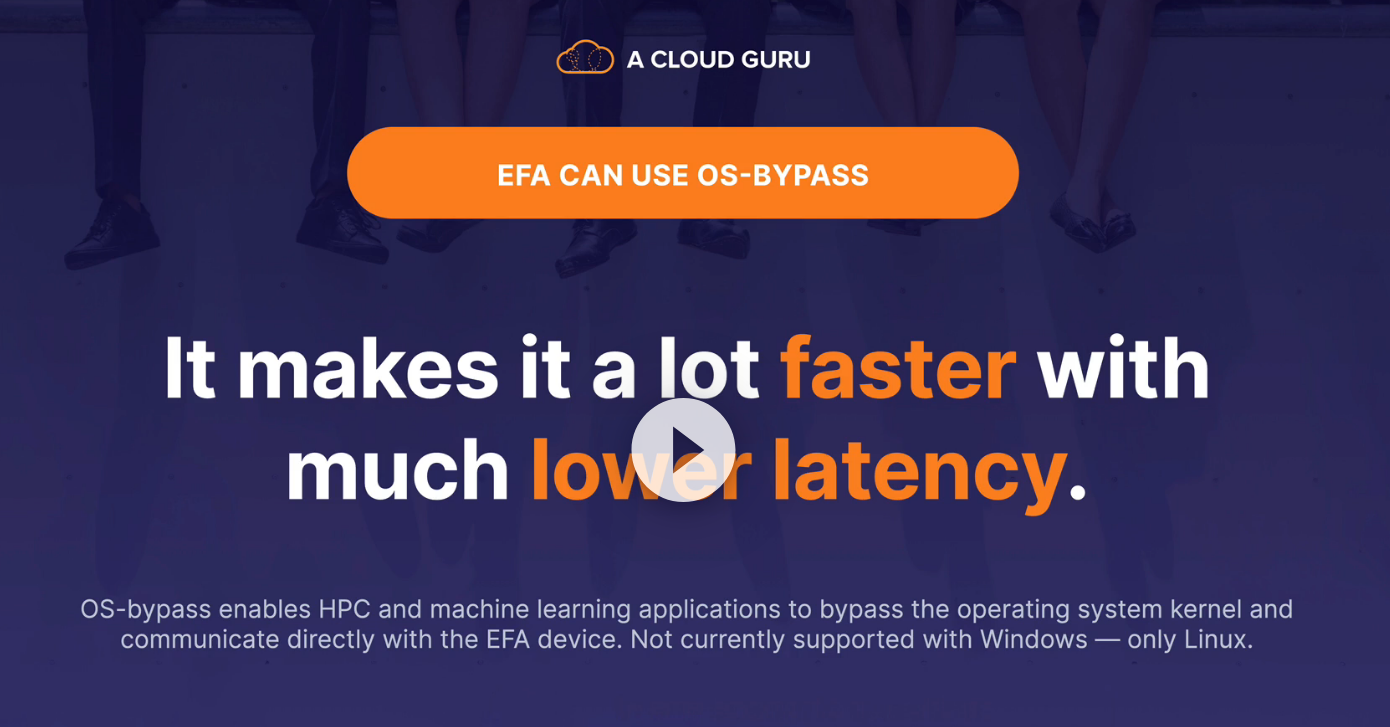 A CLOUD GURU
EFA CAN USE OS-BYPASS
It makes it a lot faster with
much lower latency.
OS-bypass enables HPC and machine learning applications to bypass the operating system kernel and
communicate directly with the EFA device. Not currently supported with Windows — only Linux.